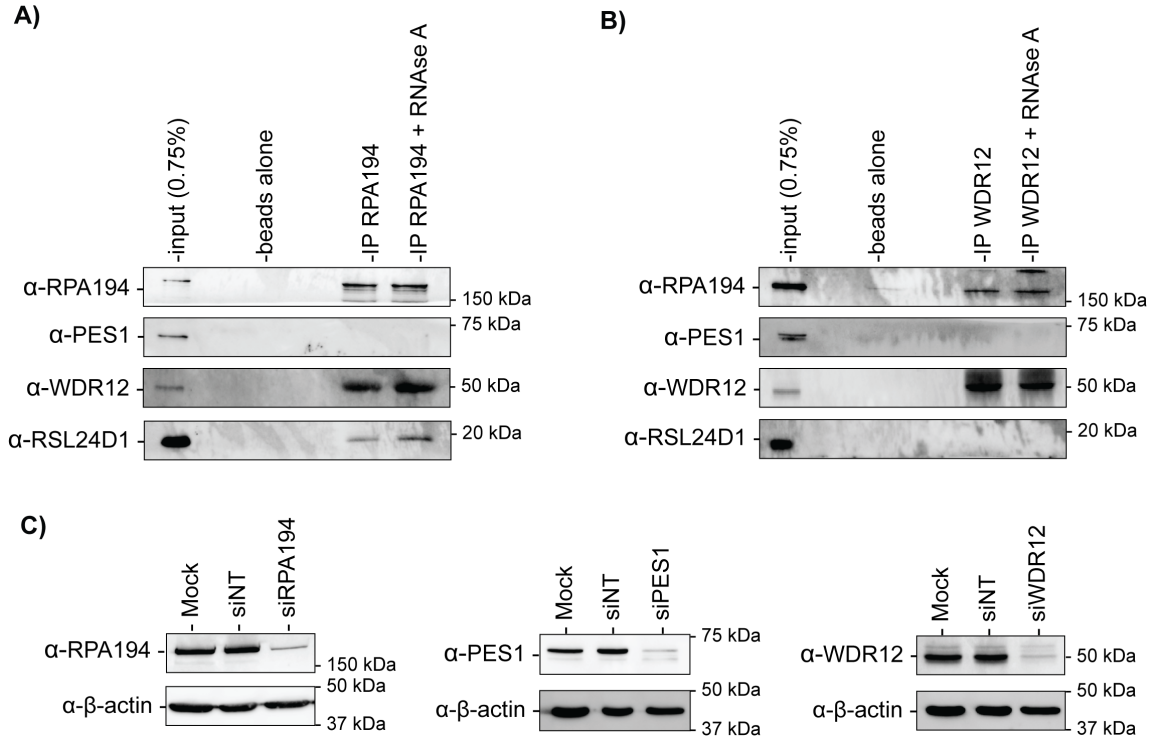 A)
input (0.75%)
beads alone
IP RPA194
IP RPA194 + RNAse A
α-RPA194
150 kDa
75 kDa
α-PES1
α-WDR12
50 kDa
α-RSL24D1
20 kDa
B)
input (0.75%)
beads alone
IP WDR12
IP WDR12 + RNAse A
α-RPA194
150 kDa
75 kDa
α-PES1
α-WDR12
50 kDa
α-RSL24D1
20 kDa
C)
Mock
siNT
siRPA194
α-RPA194
150 kDa
50 kDa
α-β-actin
37 kDa
Mock
siNT
siPES1
75 kDa
α-PES1
50 kDa
α-β-actin
37 kDa
Mock
siNT
siWDR12
α-WDR12
50 kDa
50 kDa
α-β-actin
37 kDa